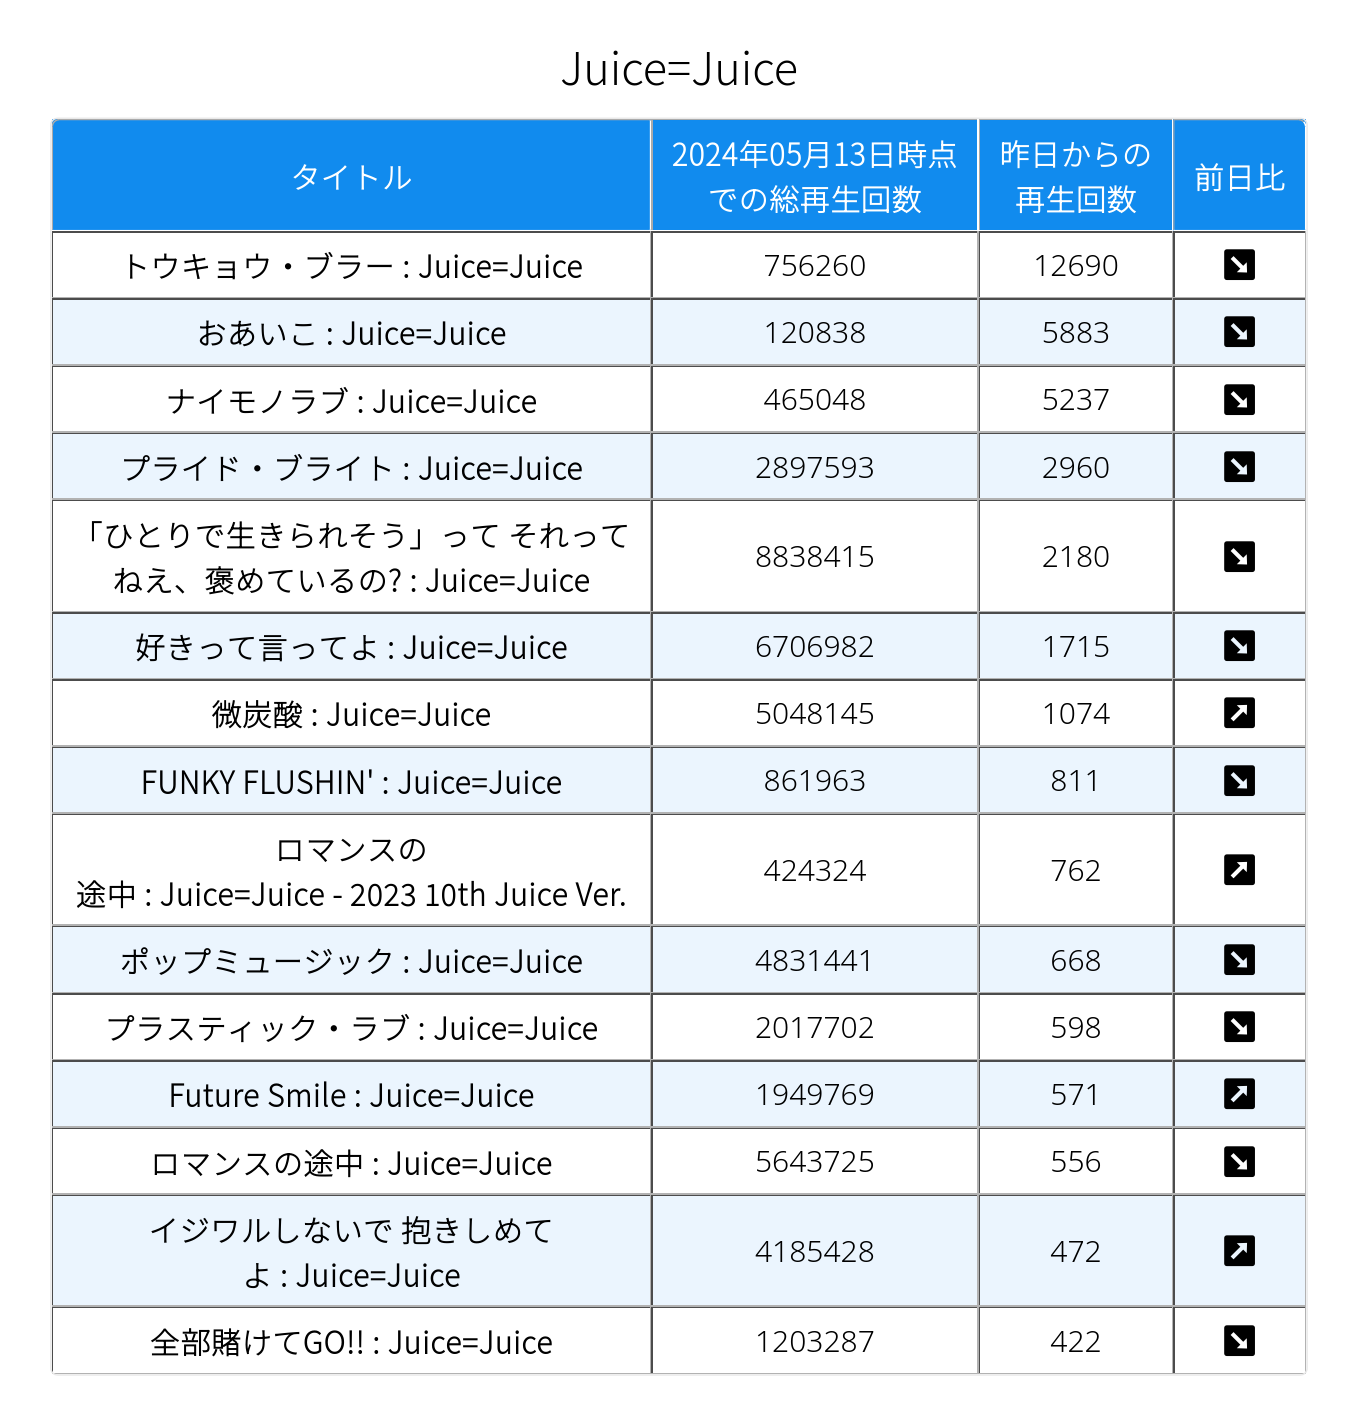 Juice=Juice
タイトル
2024年05月13日時点
での総再生回数
昨日からの
再生回数
前日比
トウキョウ・ブラー : Juice=Juice
756260
12690
おあいこ : Juice=Juice
120838
5883
ナイモノラブ : Juice=Juice
465048
5237
プライド・ブライト : Juice=Juice
2897593
2960
「ひとりで生きられそう」って それって
ねえ、褒めているの? : Juice=Juice
8838415
2180
好きって言ってよ : Juice=Juice
6706982
1715
微炭酸 : Juice=Juice
5048145
1074
FUNKY FLUSHIN' : Juice=Juice
861963
811
ロマンスの
途中 : Juice=Juice - 2023 10th Juice Ver.
424324
762
ポップミュージック : Juice=Juice
4831441
668
プラスティック・ラブ : Juice=Juice
2017702
598
Future Smile : Juice=Juice
1949769
571
ロマンスの途中 : Juice=Juice
5643725
556
イジワルしないで 抱きしめて
よ : Juice=Juice
4185428
472
全部賭けてGO!! : Juice=Juice
1203287
422